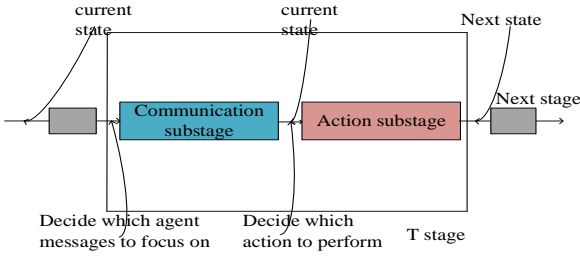 current
state
current
state
Next state
Next stage
Communication
substage
Action substage
Decide which agent
messages to focus on
Decide which
action to perform
T stage